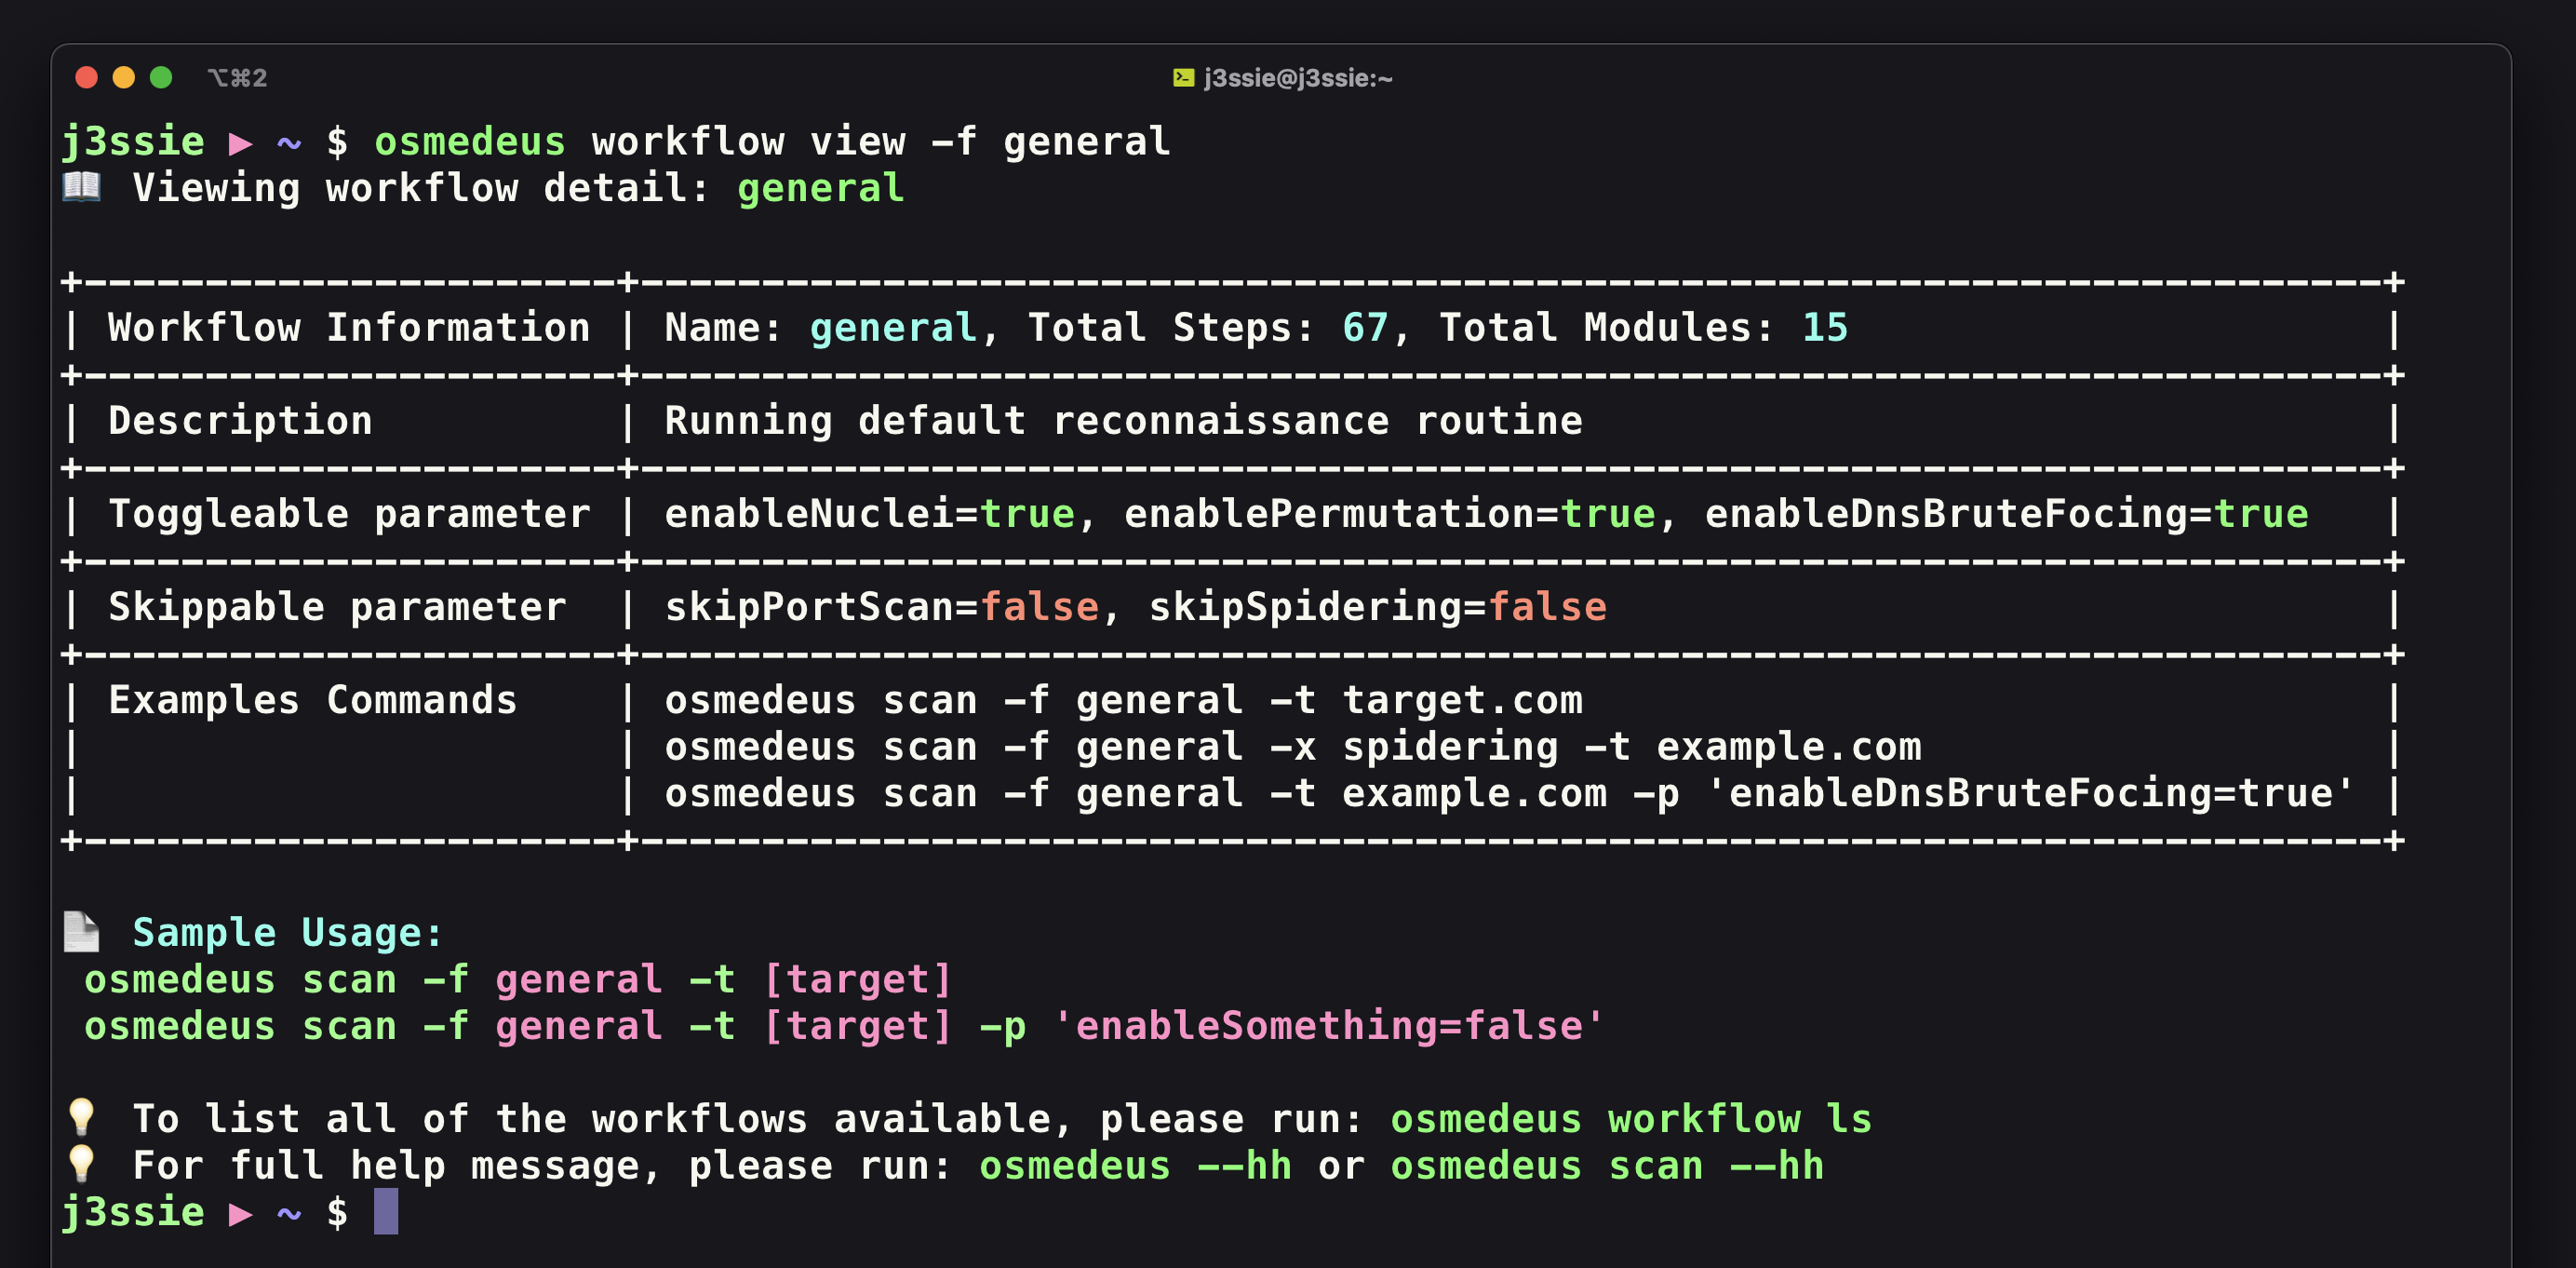 ⌥⌘2
j3ssie@j3ssie:~
j3ssie ▶ ~ $ osmedeus workflow view -f general
📖 Viewing workflow detail: general
+----------------------+------------------------------------------------------------------------+
| Workflow Information | Name: general, Total Steps: 67, Total Modules: 15                      |
+----------------------+------------------------------------------------------------------------+
| Description          | Running default reconnaissance routine                                 |
+----------------------+------------------------------------------------------------------------+
| Toggleable parameter | enableNuclei=true, enablePermutation=true, enableDnsBruteFocing=true   |
+----------------------+------------------------------------------------------------------------+
| Skippable parameter  | skipPortScan=false, skipSpidering=false                                |
+----------------------+------------------------------------------------------------------------+
| Examples Commands    | osmedeus scan -f general -t target.com                                 |
|                      | osmedeus scan -f general -x spidering -t example.com                   |
|                      | osmedeus scan -f general -t example.com -p 'enableDnsBruteFocing=true' |
+----------------------+------------------------------------------------------------------------+
📄 Sample Usage:
osmedeus scan -f general -t [target]
osmedeus scan -f general -t [target] -p 'enableSomething=false'
💡 To list all of the workflows available, please run: osmedeus workflow ls
💡 For full help message, please run: osmedeus --hh or osmedeus scan --hh
j3ssie ▶ ~ $